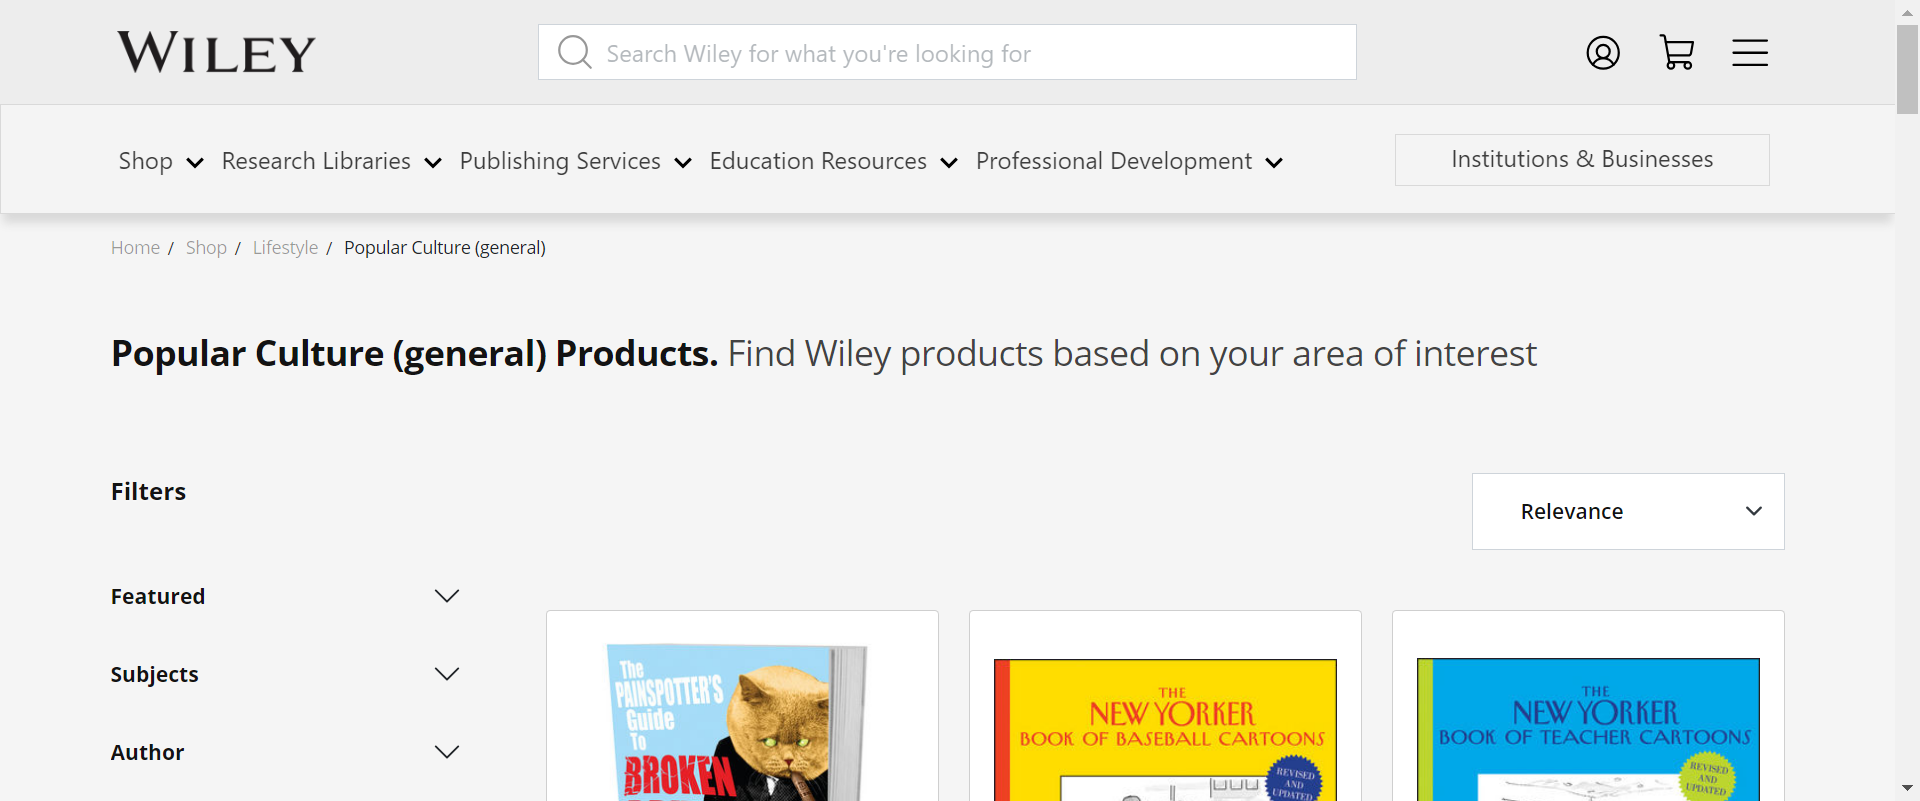 WILEY
Search Wiley for what you're looking for
Shop
Research Libraries
Publishing Services
Education Resources
Professional Development
Institutions & Businesses
Home / Shop / Lifestyle / Popular Culture (general)
Popular Culture (general) Products. Find Wiley products based on your area of interest
Filters
Relevance
Featured
Subjects
Author
The
PAINSPOTTER'S
Guide
To
BROKEN
THE
NEW YORKER
BOOK OF BASEBALL CARTOONS
REVISED
AND
UPDATED
THE
NEW YORKER
BOOK OF TEACHER CARTOONS
REVISED
AND
UPDATED